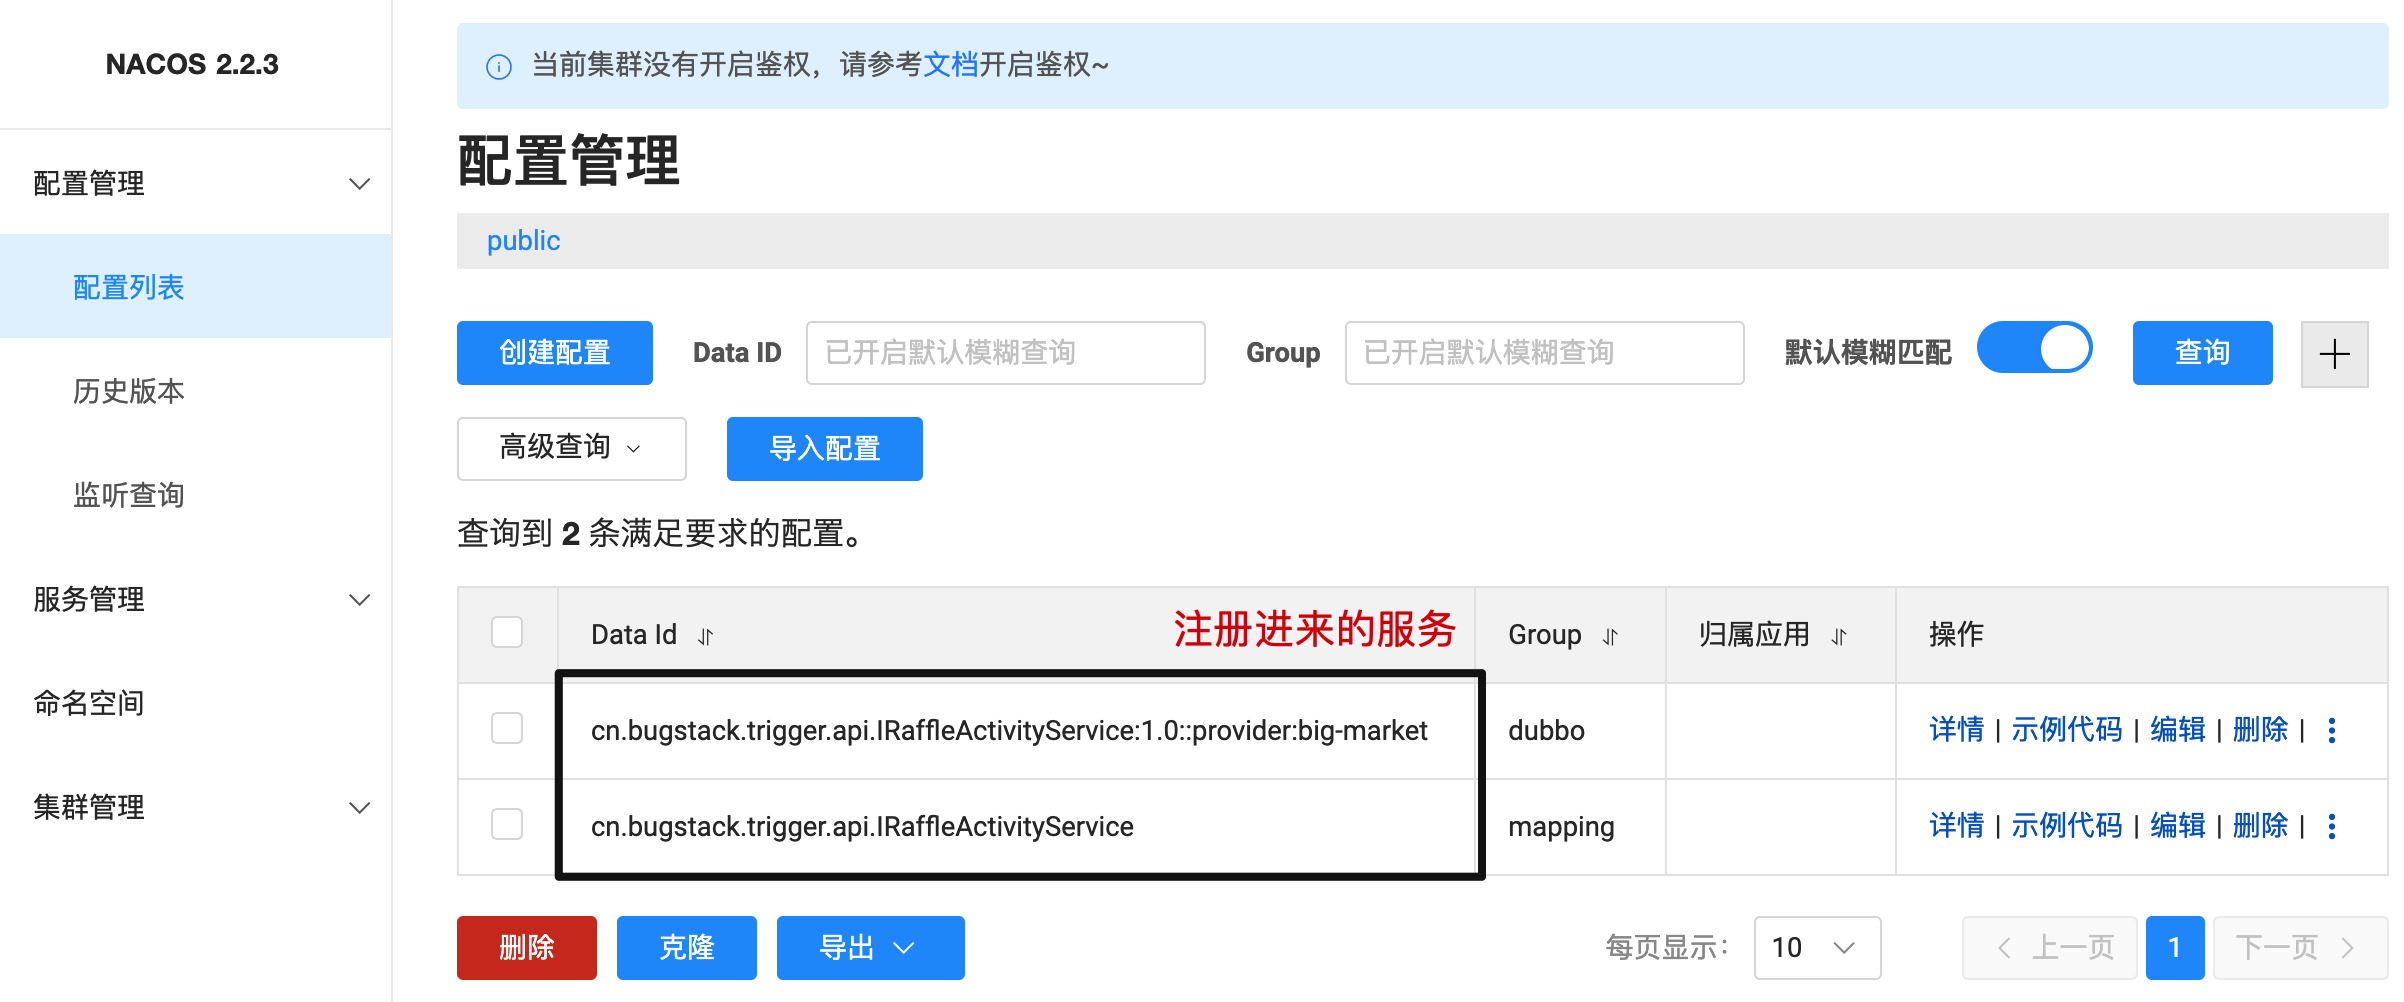 NACOS 2.2.3
配置管理
配置列表
历史版本
监听查询
服务管理
命名空间
集群管理
当前集群没有开启鉴权，请参考文档开启鉴权~
配置管理
public
创建配置 Data ID 已开启默认模糊查询 Group 已开启默认模糊查询 默认模糊匹配 查询
高级查询 导入配置
查询到 2 条满足要求的配置。
Data Id 注册进来的服务 Group 归属应用 操作
cn.bugstack.trigger.api.IRaffleActivityService:1.0::provider:big-market dubbo 详情 | 示例代码 | 编辑 | 删除 |
cn.bugstack.trigger.api.IRaffleActivityService mapping 详情 | 示例代码 | 编辑 | 删除 |
删除 克隆 导出 每页显示： 10 上一页 1 下一页